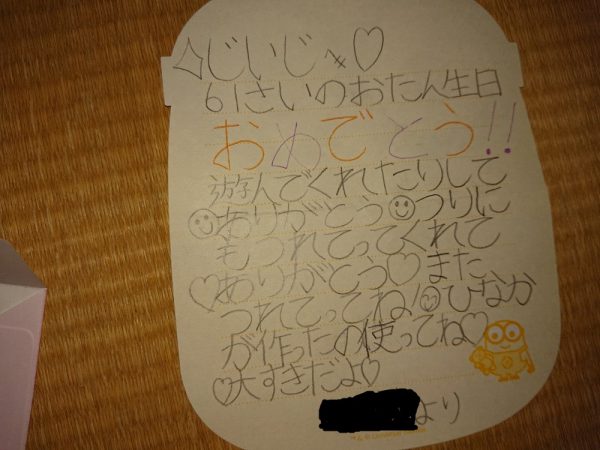 じいじへ♡
61さいのおたん生日
おめでとう!!
遊んでくれたりして
ありがとう☺つりに
もつれてってくれて
♡ありがとう♡また
つれてってね!☺ひなか
が作ったの使ってね♡
♡大すきだよ♡
より